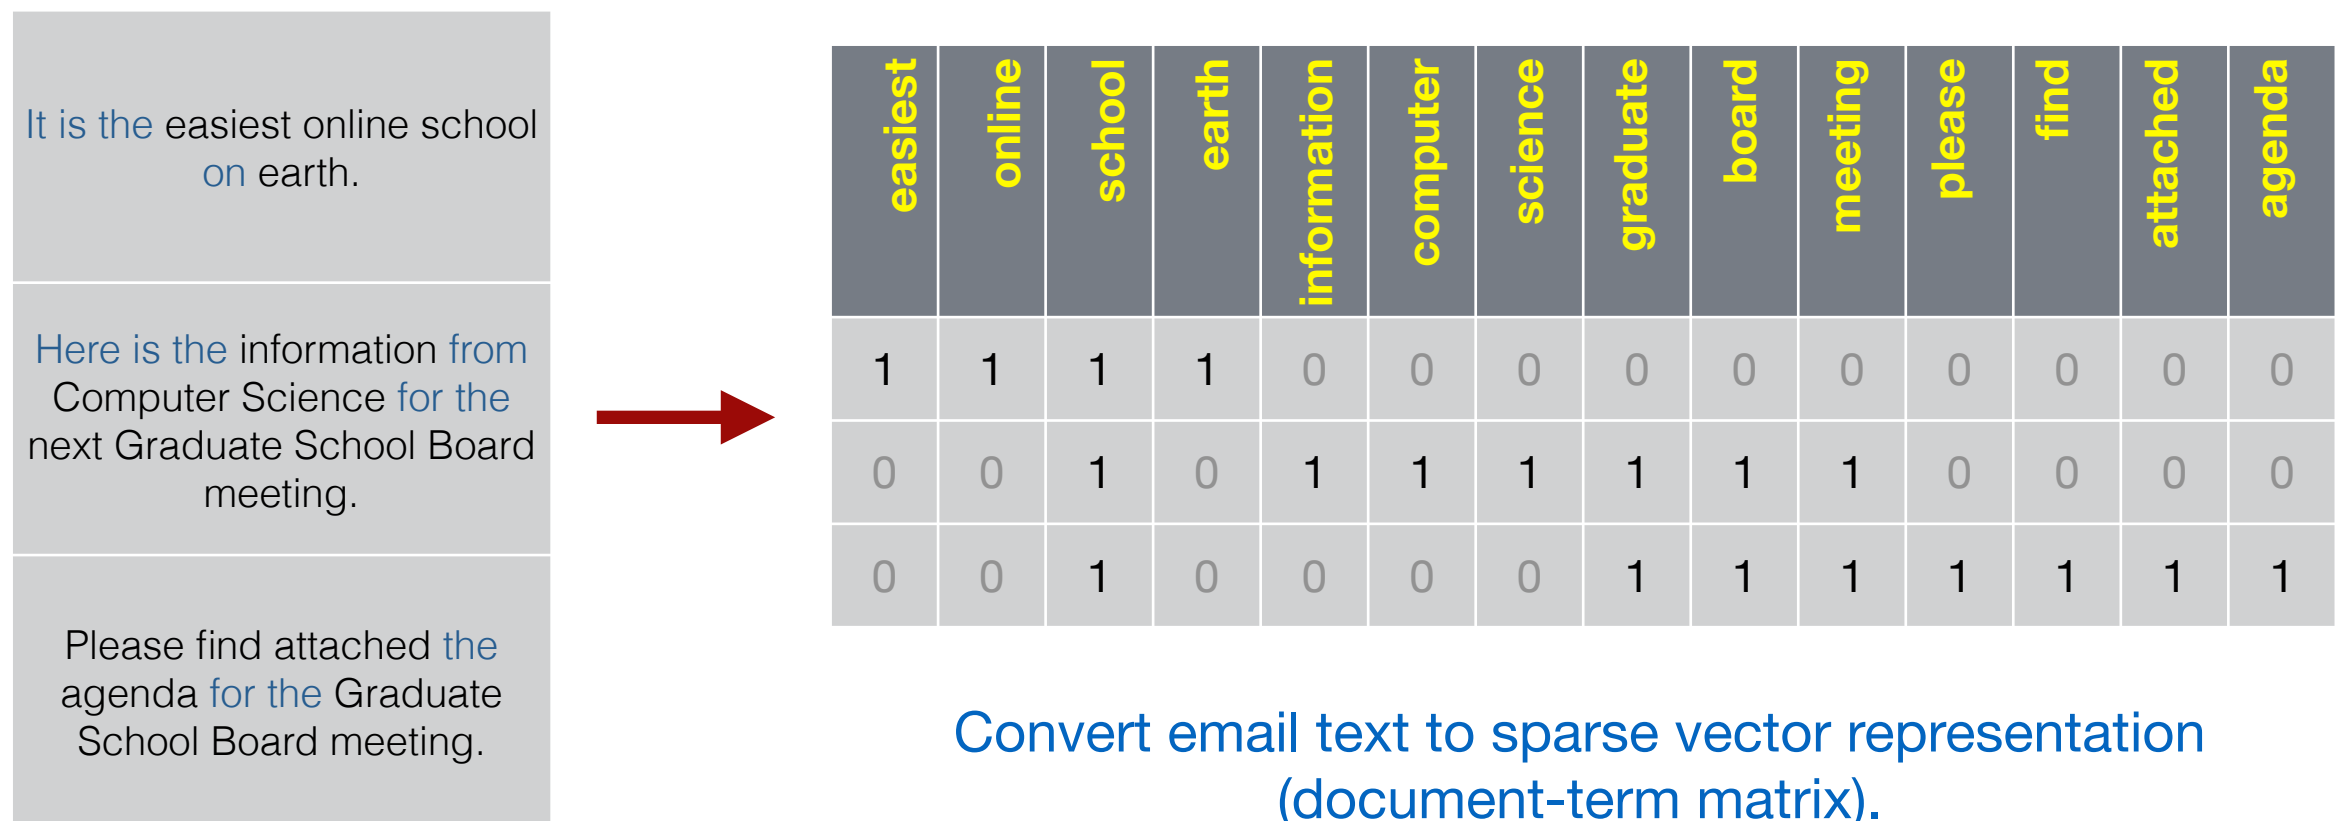 It is the easiest online school
on earth.
Here is the information from
Computer Science for the
next Graduate School Board
meeting.
Please find attached the
agenda for the Graduate
School Board meeting.
easiest online school earth information computer science graduate board meeting please find attached agenda
1 1 1 1 0 0 0 0 0 0 0 0 0 0
0 0 1 0 1 1 1 1 1 1 0 0 0 0
0 0 1 0 0 0 0 1 1 1 1 1 1 1
Convert email text to sparse vector representation
(document-term matrix).